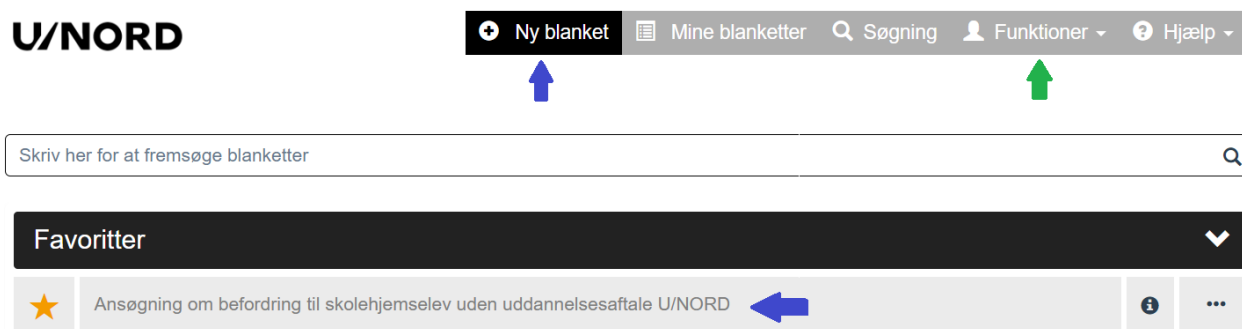 U/NORD
Ny blanket Mine blanketter Søgning Funktioner Hjælp
Skriv her for at fremsøge blanketter
Favoritter
Ansøgning om befordring til skolehjemselev uden uddannelsesaftale U/NORD